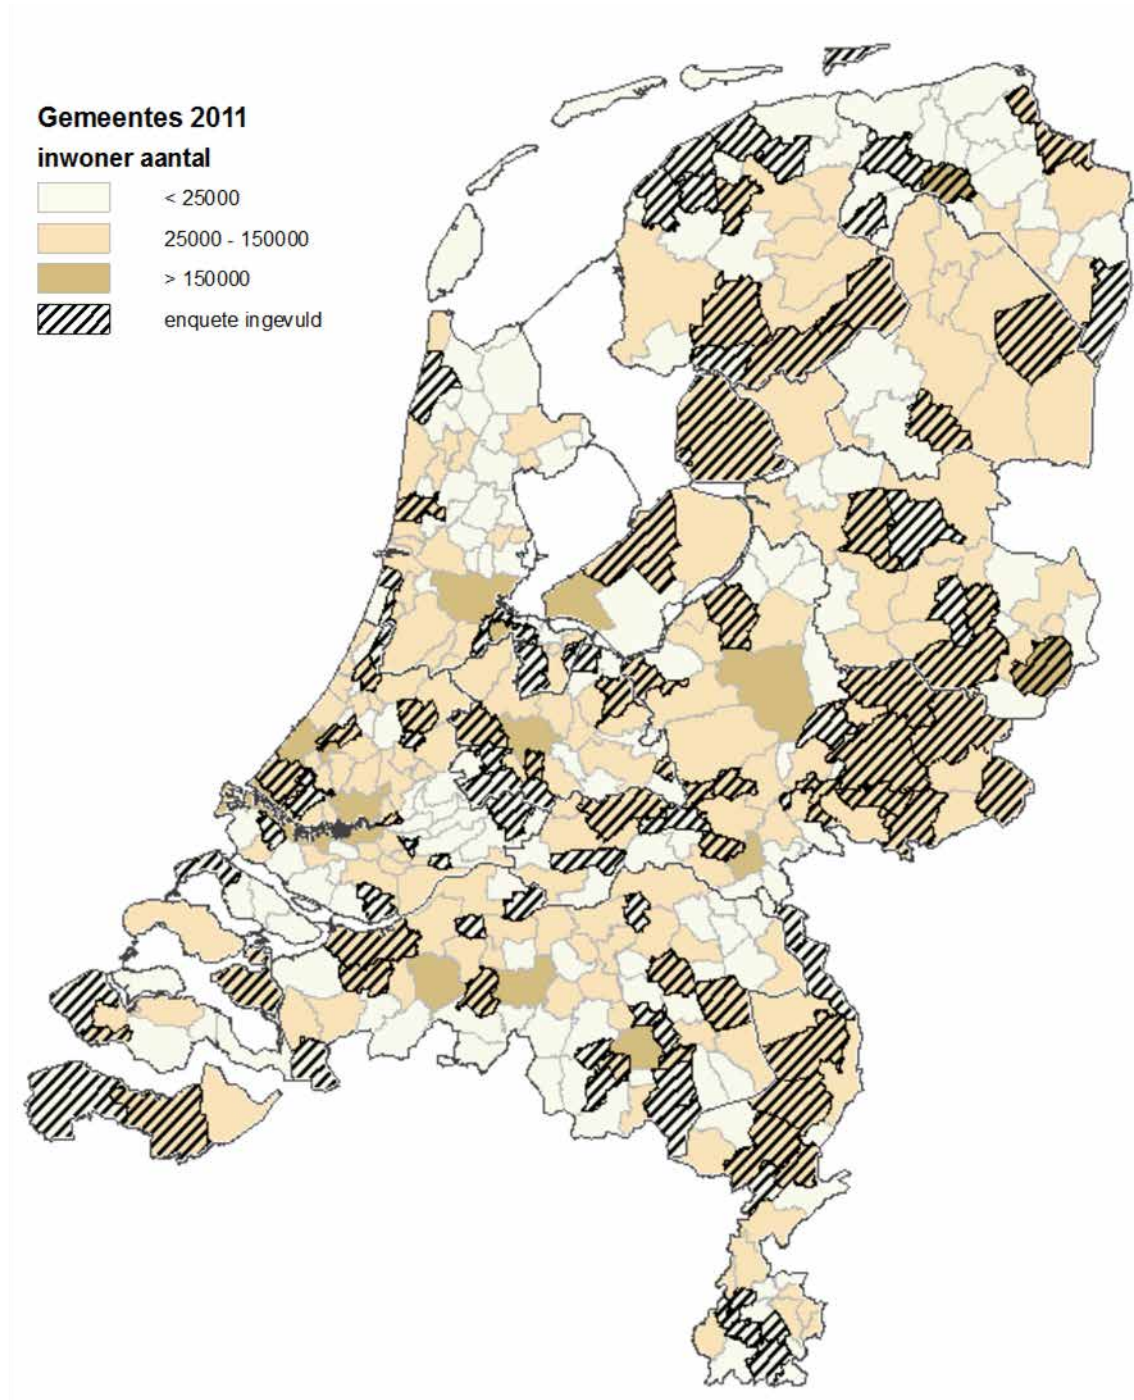 Gemeentes 2011
inwoner aantal
< 25000
25000 - 150000
> 150000
enquete ingevuld